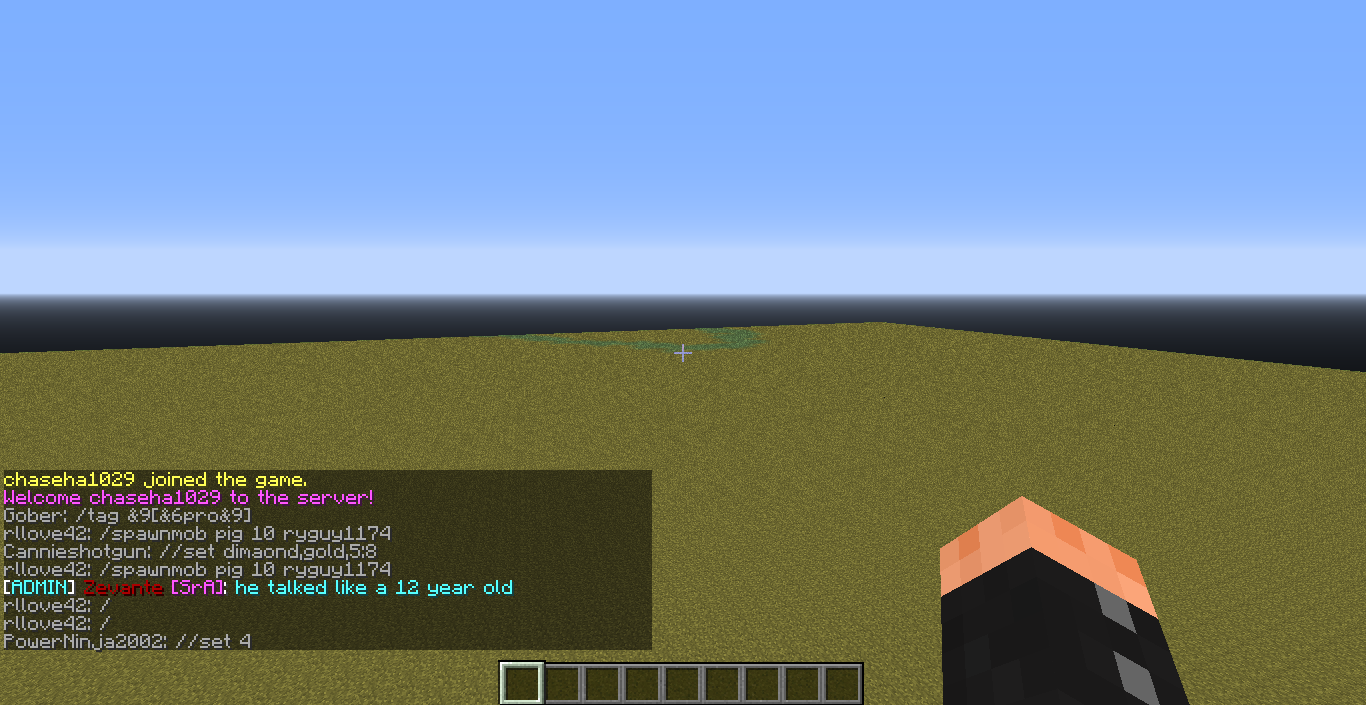 chaseha1029 joined the game.
Welcome chaseha1029 to the server!
Gober: /tag &9[&6pro&9]
rllove42: /spawnmob pig 10 ryguy1174
Cannieshotgun: //set dimaond,gold,5:8
rllove42: /spawnmob pig 10 ryguy1174
[ADMIN] Zevante [SrA]: he talked like a 12 year old
rllove42: /
rllove42: /
PowerNinja2002: //set 4